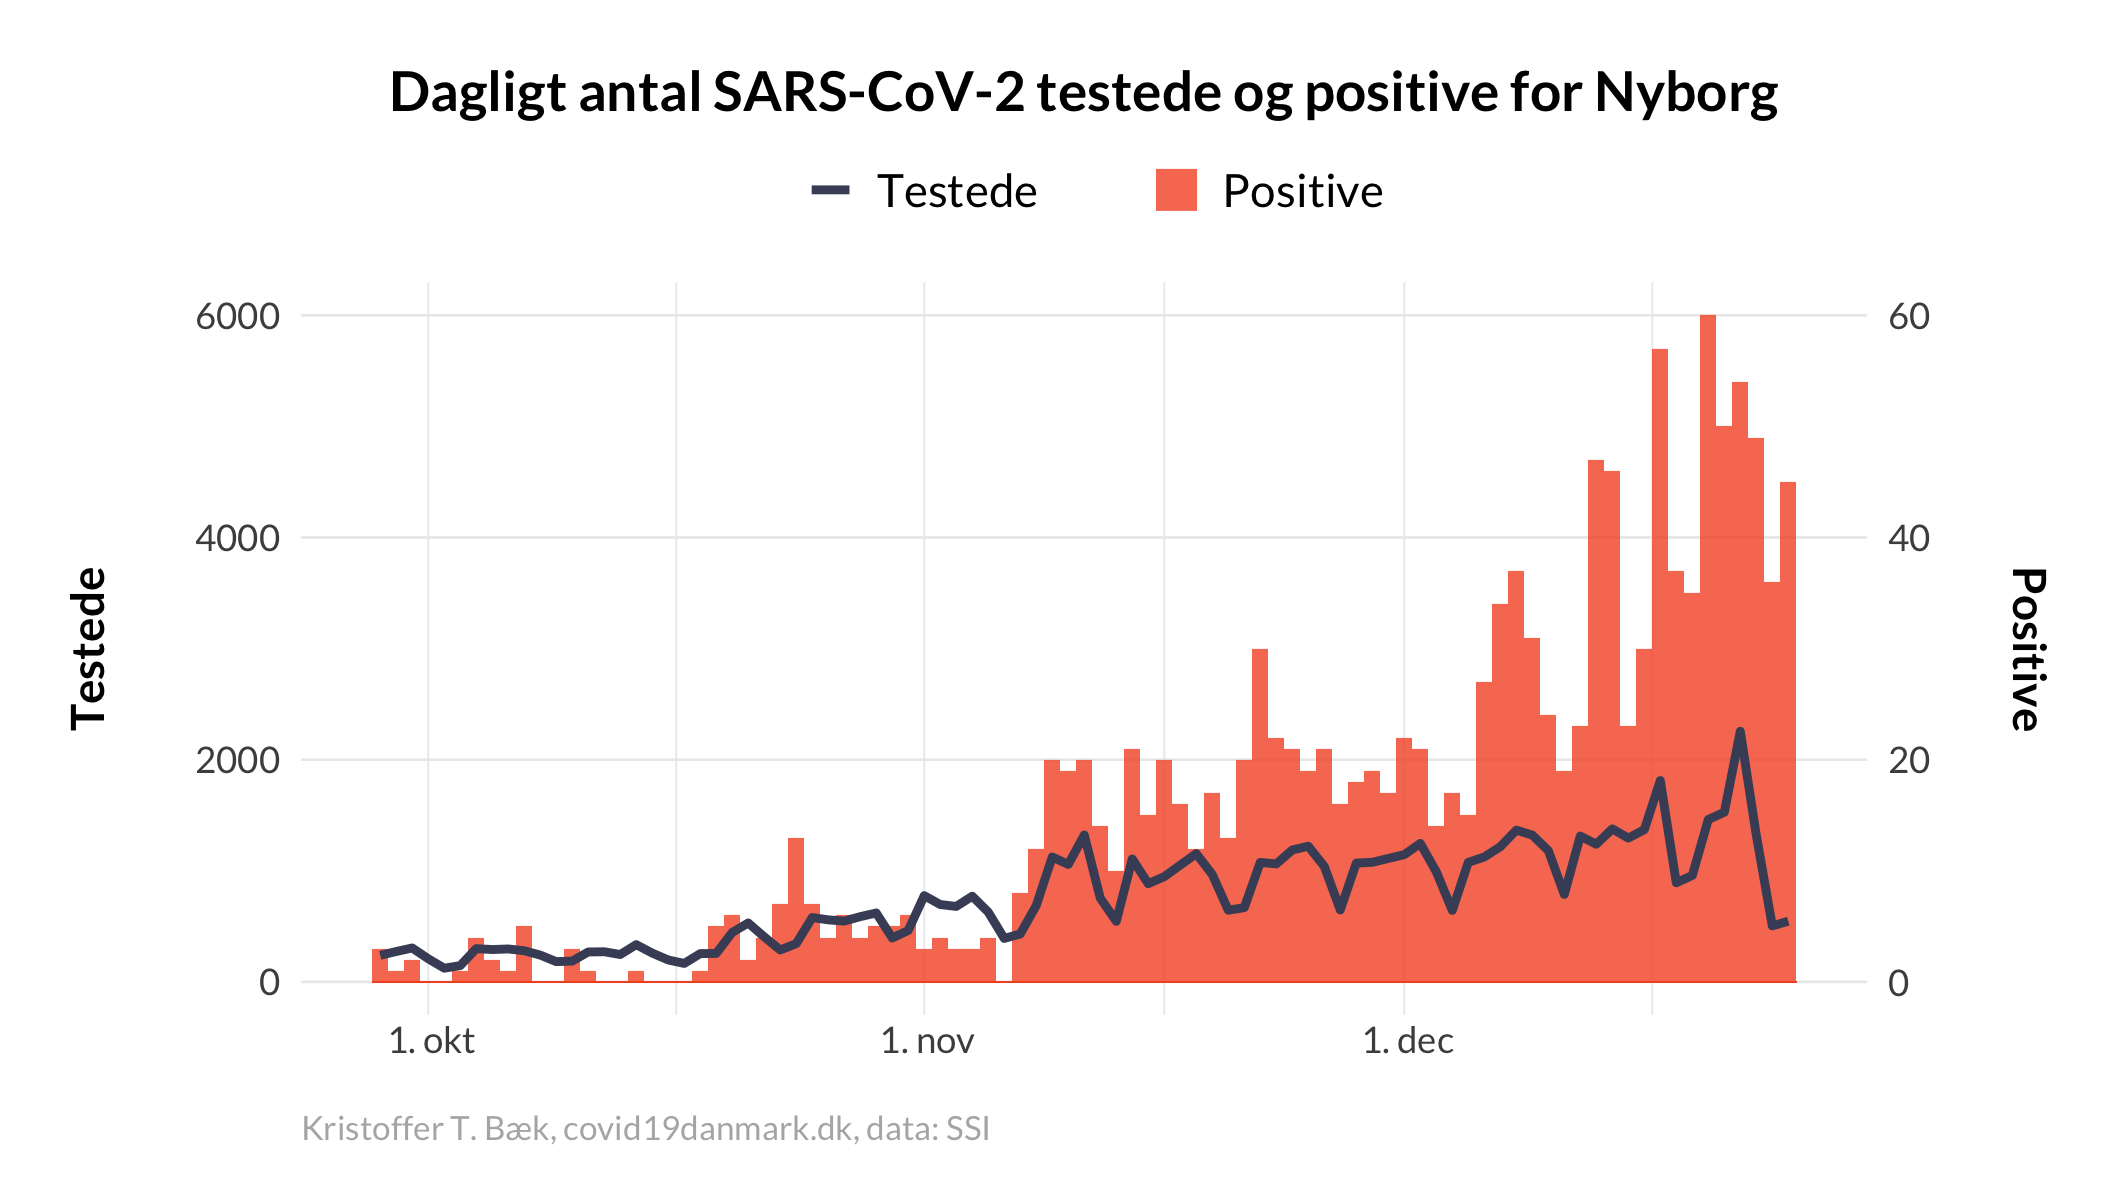 Dagligt antal SARS-CoV-2 testede og positive for Nyborg
Testede Positive
6000 60
4000 40
2000 20
0 0
Testede
Positive
1. okt 1. nov 1. dec
Kristoffer T. Bæk, covid19danmark.dk, data: SSI